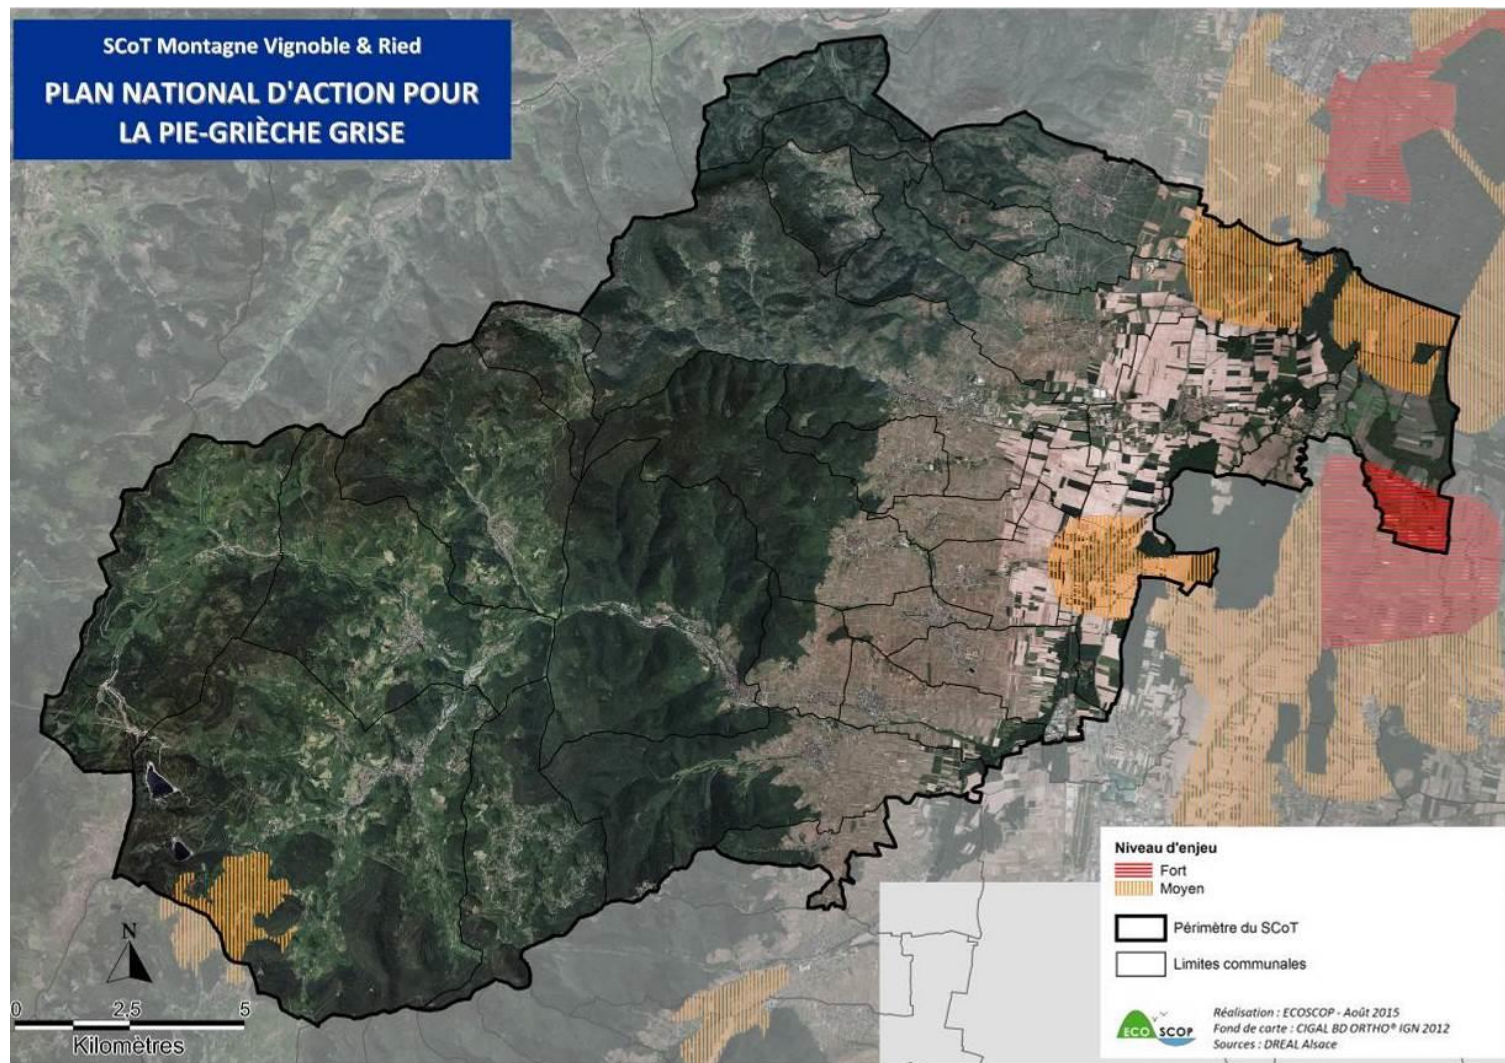 SCoT Montagne Vignoble & Ried
PLAN NATIONAL D'ACTION POUR
LA PIE-GRIÈCHE GRISE
Niveau d'enjeu
Fort
Moyen
Périmètre du SCoT
Limites communales
N
0 2,5 5
Kilomètres
ECO SCOP
Réalisation : ECOSCOP - Août 2015
Fond de carte : CIGAL BD ORTHO® IGN 2012
Sources : DREAL Alsace